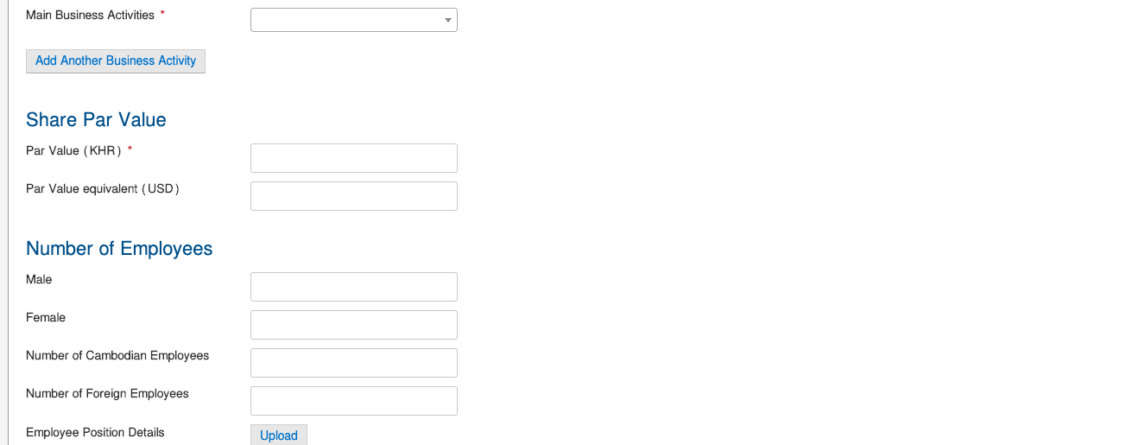 Main Business Activities *
Add Another Business Activity
Share Par Value
Par Value (KHR) *
Par Value equivalent (USD)
Number of Employees
Male
Female
Number of Cambodian Employees
Number of Foreign Employees
Employee Position Details
Upload